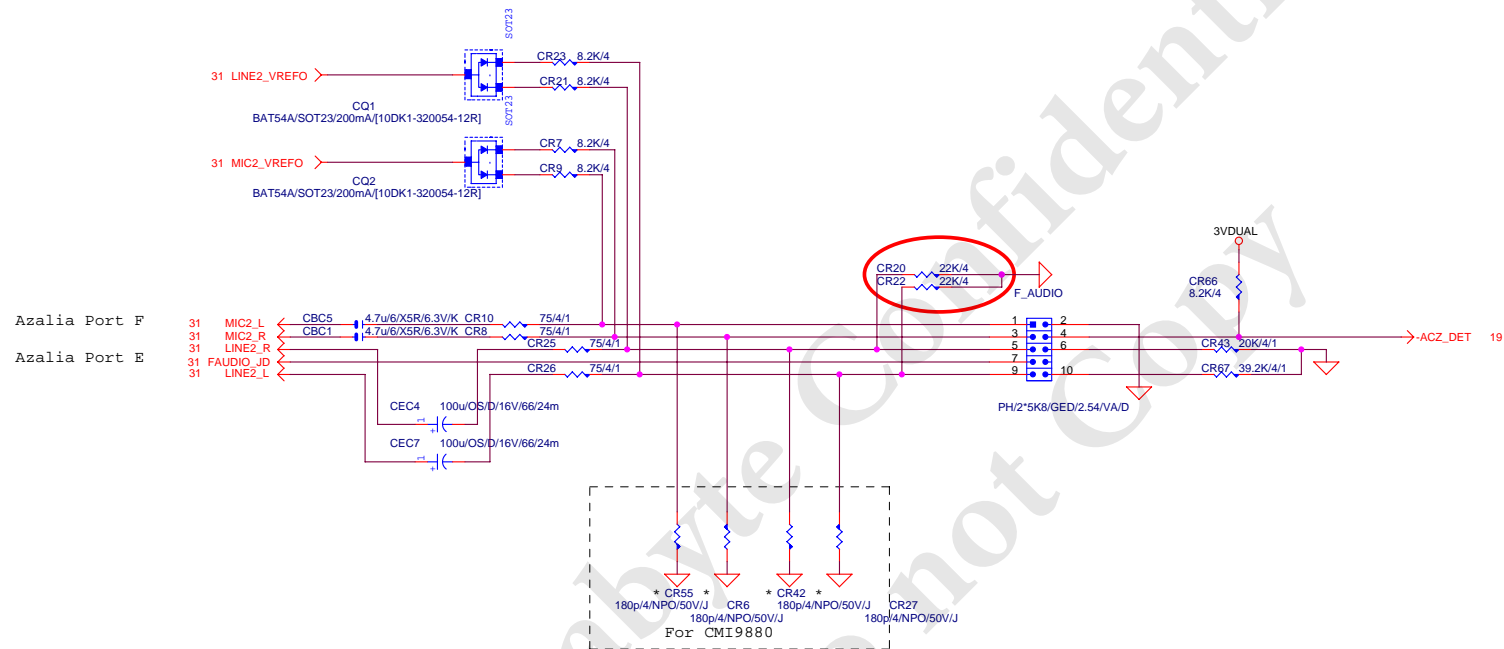 SOT23
CR23 8.2K/4
31 LINE2_VREFO
CR21 8.2K/4
CQ1
SOT23
BAT54A/SOT23/200mA/[10DK1-320054-12R]
CR7 8.2K/4
31 MIC2_VREFO
CR9 8.2K/4
CQ2
BAT54A/SOT23/200mA/[10DK1-320054-12R]
3VDUAL
CR20 22K/4
CR22 22K/4
CR66
8.2K/4
F_AUDIO
Azalia Port F
31 MIC2_L CBC5 4.7u/6/X5R/6.3V/K CR10 75/4/1
1 2
31 MIC2_R CBC1 4.7u/6/X5R/6.3V/K CR8 75/4/1
3 4
-ACZ_DET 19
Azalia Port E
31 LINE2_R CR25 75/4/1
5 6
CR43 20K/4/1
31 FAUDIO_JD
7 8
31 LINE2_L CR26 75/4/1
9 10
CR67 39.2K/4/1
PH/2*5K8/GED/2.54/VA/D
CEC4 100u/OS/D/16V/66/24m
1
+
CEC7 100u/OS/D/16V/66/24m
1
+
* CR55 * * CR42 *
180p/4/NPO/50V/J 180p/4/NPO/50V/J
CR6 CR27
180p/4/NPO/50V/J 180p/4/NPO/50V/J
For CMI9880
abyte Confidenti
not Copy